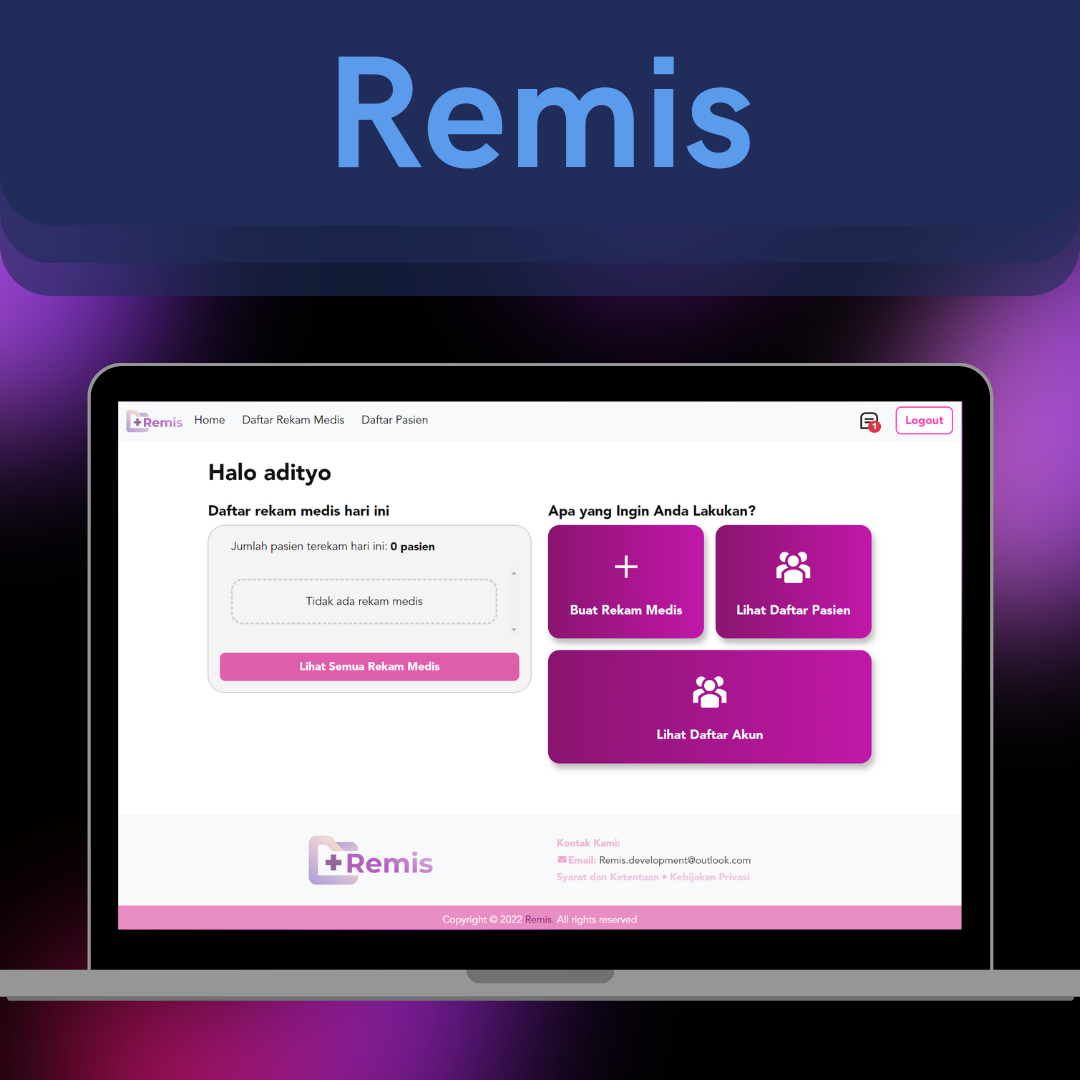 Remis
Remis Home Daftar Rekam Medis Daftar Pasien 1 Logout
Halo adityo
Daftar rekam medis hari ini
Jumlah pasien terekam hari ini: 0 pasien
Tidak ada rekam medis
Lihat Semua Rekam Medis
Apa yang Ingin Anda Lakukan?
Buat Rekam Medis
Lihat Daftar Pasien
Lihat Daftar Akun
Remis
Kontak Kami:
Email: Remis.development@outlook.com
Syarat dan Ketentuan • Kebijakan Privasi
Copyright © 2022 Remis. All rights reserved